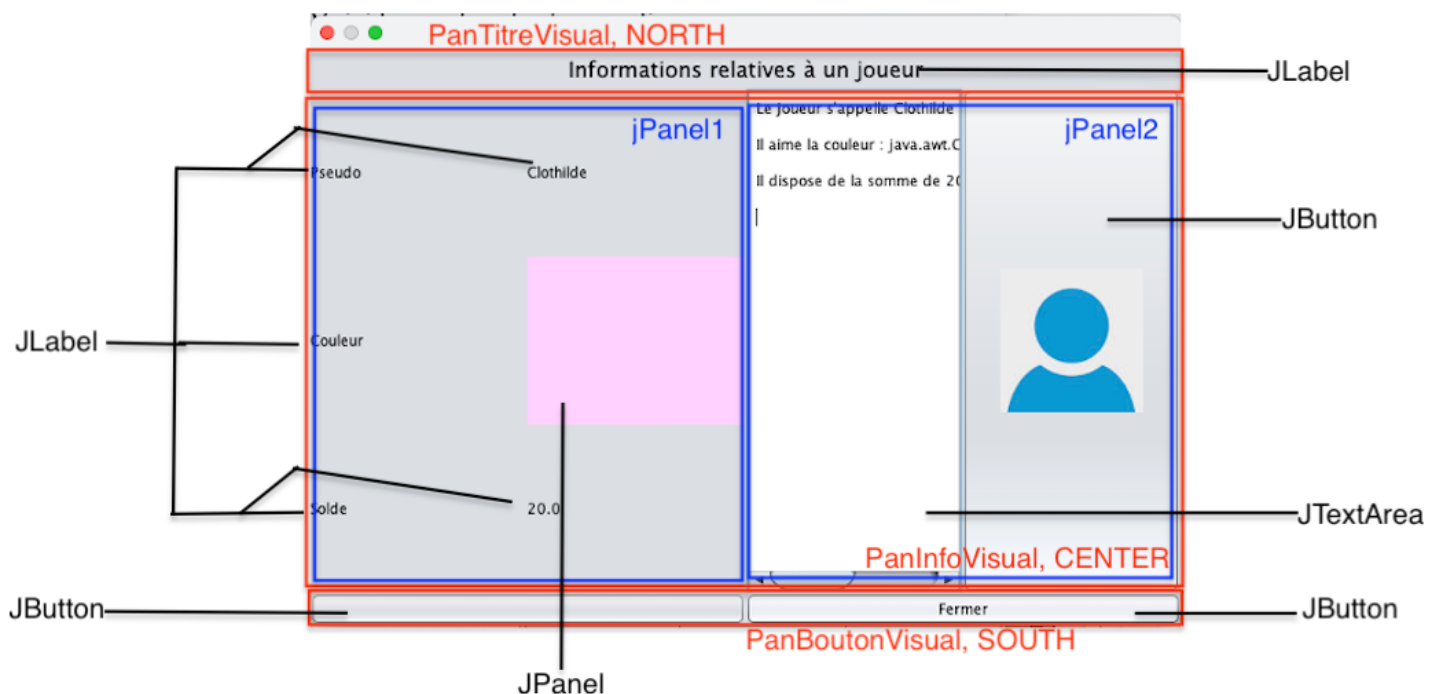 PanTitreVisual, NORTH
Informations relatives à un joueur
JLabel
jPanel1
Le joueur s'appelle Clothilde
jPanel2
Il aime la couleur : java.awt.C
Pseudo
Clothilde
Il dispose de la somme de 20
JButton
JLabel
Couleur
Solde
20.0
JTextArea
PanInfoVisual, CENTER
JButton
Fermer
JButton
PanBoutonVisual, SOUTH
JPanel